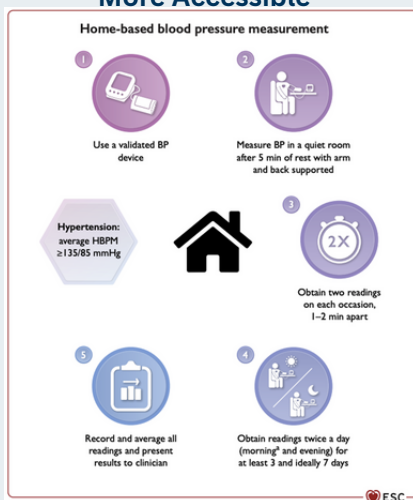 More Accessible
Home-based blood pressure measurement
1
Use a validated BP
device
2
Measure BP in a quiet room
after 5 min of rest with arm
and back supported
3
2X
Obtain two readings
on each occasion,
1–2 min apart
Hypertension:
average HBPM
≥135/85 mmHg
4
Obtain readings twice a day
(morningᵃ and evening) for
at least 3 and ideally 7 days
5
Record and average all
readings and present
results to clinician
ESC